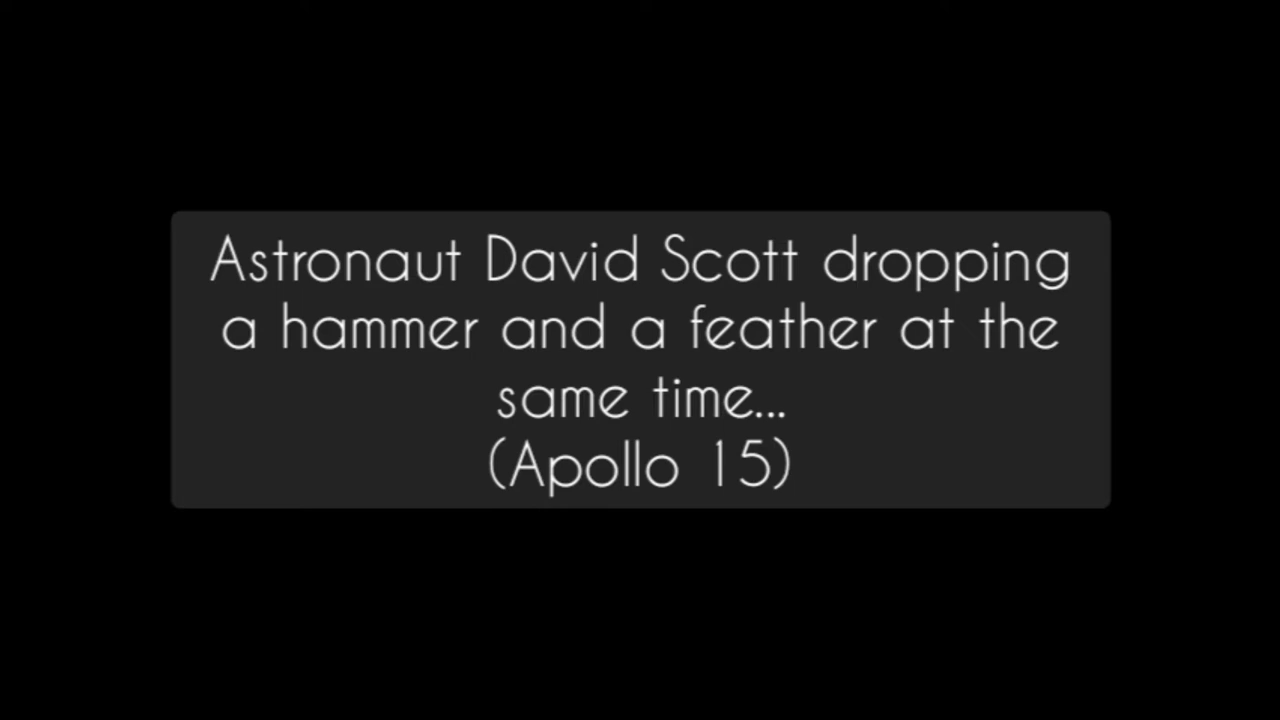 Astronaut David Scott dropping
a hammer and a feather at the
same time...
(Apollo 15)